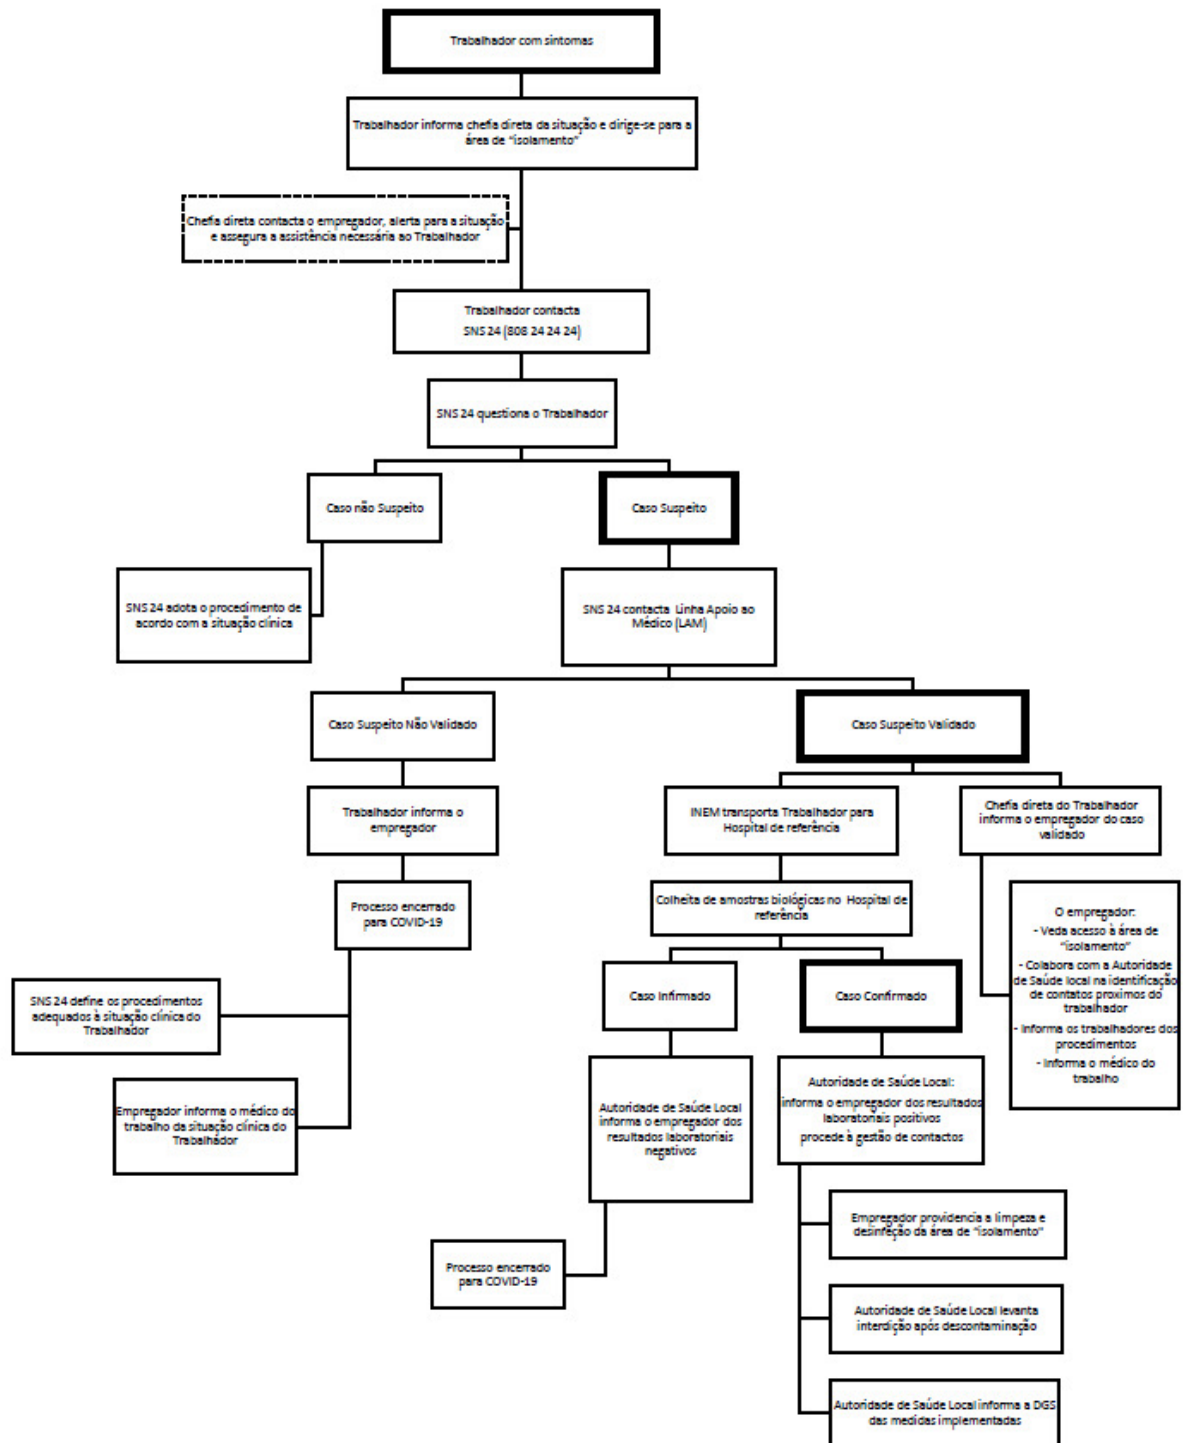 Trabalhador com sintomas
Trabalhador informa chefia direta da situação e dirige-se para a
área de “isolamento”
Chefia direta contacta o empregador, alerta para a situação
e assegura a assistência necessária ao Trabalhador
Trabalhador contacta
SNS 24 (808 24 24 24)
SNS 24 questiona o Trabalhador
Caso não Suspeito
Caso Suspeito
SNS 24 adota o procedimento de
acordo com a situação clínica
SNS 24 contacta Linha Apoio ao
Médico (LAM)
Caso Suspeito Não Validado
Caso Suspeito Validado
Trabalhador informa o
empregador
INEM transporta Trabalhador para
Hospital de referência
Chefia direta do Trabalhador
informa o empregador do caso
validado
Processo encerrado
para COVID-19
Colheita de amostras biológicas no Hospital de
referência
O empregador:
- Veda acesso à área de
“isolamento”
- Colabora com a Autoridade
de Saúde local na identificação
de contatos proximos do
trabalhador
- Informa os trabalhadores dos
procedimentos
- Informa o médico do
trabalho
SNS 24 define os procedimentos
adequados à situação clínica do
Trabalhador
Caso Infirmado
Caso Confirmado
Empregador informa o médico do
trabalho da situação clínica do
Trabalhador
Autoridade de Saúde Local
informa o empregador dos
resultados laboratoriais
negativos
Autoridade de Saúde Local:
informa o empregador dos resultados
laboratoriais positivos
procede à gestão de contactos
Processo encerrado
para COVID-19
Empregador providencia a limpeza e
desinfeção da área de “isolamento”
Autoridade de Saúde Local levanta
interdição após descontaminação
Autoridade de Saúde Local informa a DGS
das medidas implementadas